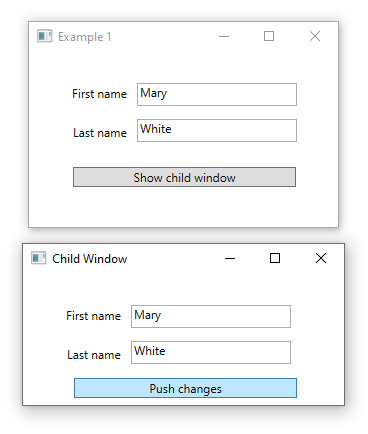 Example 1
First name Mary
Last name White
Show child window
Child Window
First name Mary
Last name White
Push changes